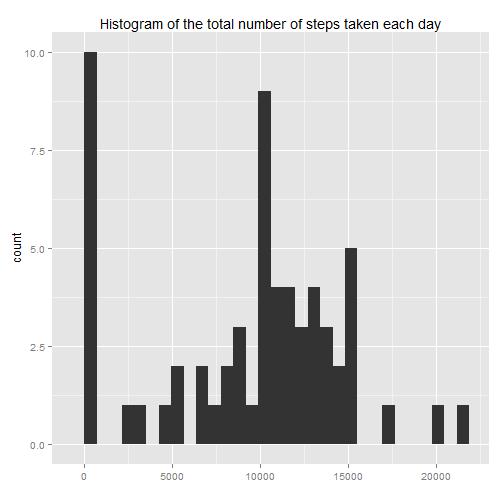 Histogram of the total number of steps taken each day
10.0
7.5
count
5.0
2.5
0.0
0 5000 10000 15000 20000